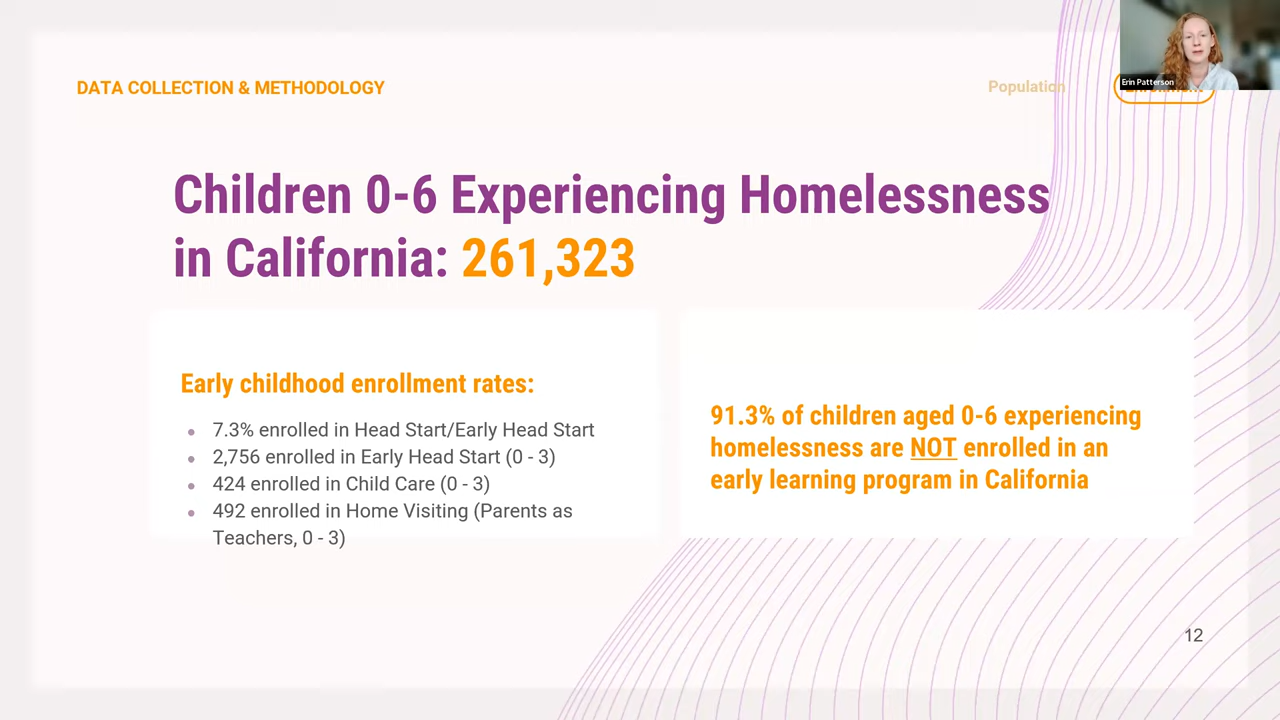 Erin Patterson
DATA COLLECTION & METHODOLOGY
Population
Children 0-6 Experiencing Homelessness
in California: 261,323
Early childhood enrollment rates:
7.3% enrolled in Head Start/Early Head Start
2,756 enrolled in Early Head Start (0 - 3)
424 enrolled in Child Care (0 - 3)
492 enrolled in Home Visiting (Parents as
Teachers, 0 - 3)
91.3% of children aged 0-6 experiencing
homelessness are NOT enrolled in an
early learning program in California
12